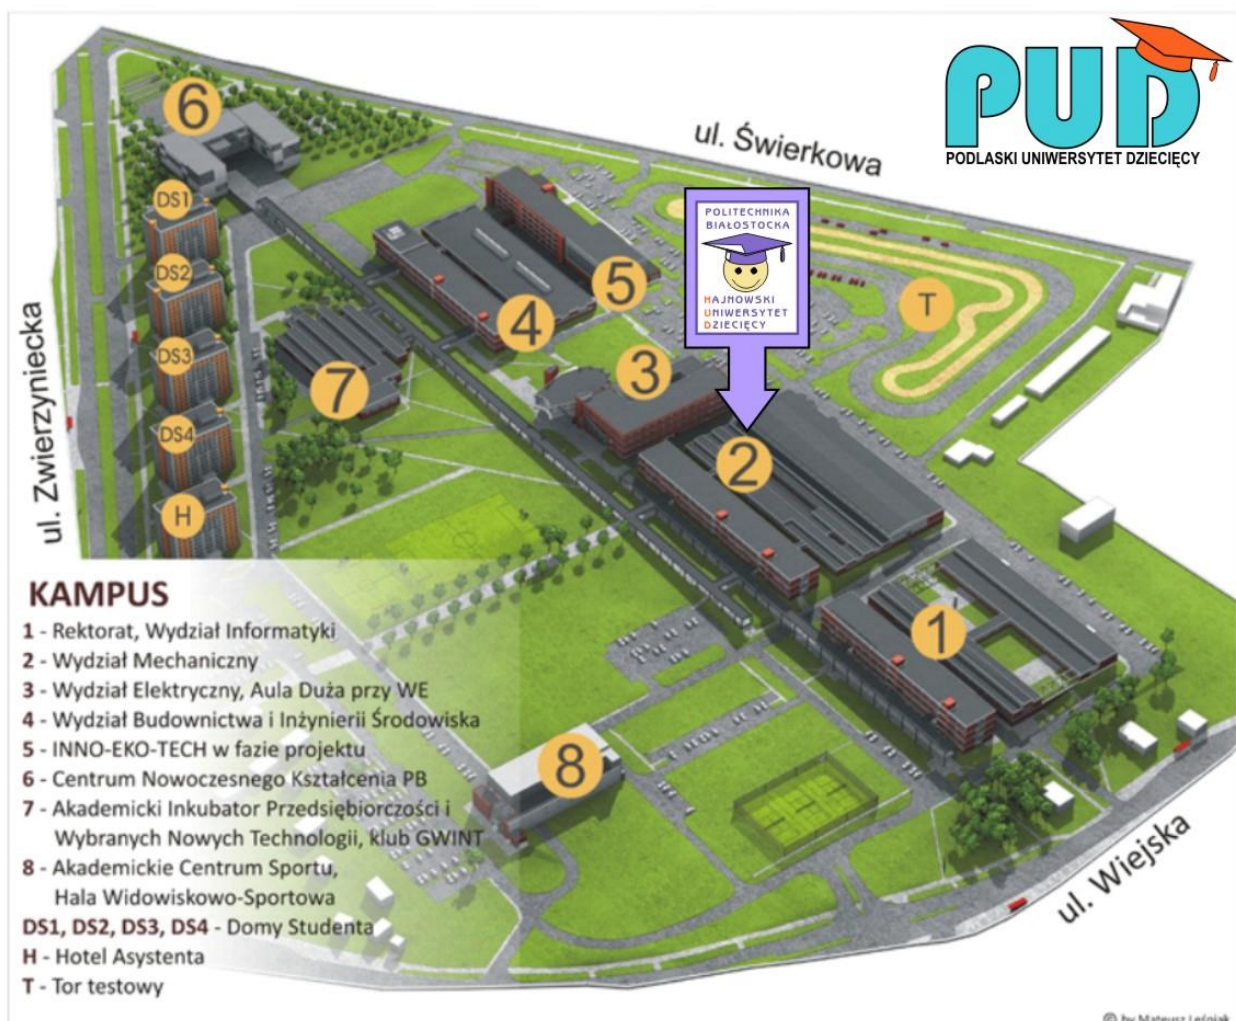 PUD
PODLASKI UNIWERSYTET DZIECIĘCY
ul. Świerkowa
POLITECHNIKA
BIAŁOSTOCKA
HAJNOWSKI
UNIWERSYTET
DZIECIĘCY
6
DS1
DS2
DS3
DS4
H
5
4
T
3
7
2
1
8
ul. Zwierzyniecka
ul. Wiejska
KAMPUS
1 - Rektorat, Wydział Informatyki
2 - Wydział Mechaniczny
3 - Wydział Elektryczny, Aula Duża przy WE
4 - Wydział Budownictwa i Inżynierii Środowiska
5 - INNO-EKO-TECH w fazie projektu
6 - Centrum Nowoczesnego Kształcenia PB
7 - Akademicki Inkubator Przedsiębiorczości i
Wybranych Nowych Technologii, klub GWINT
8 - Akademickie Centrum Sportu,
Hala Widowiskowo-Sportowa
DS1, DS2, DS3, DS4 - Domy Studenta
H - Hotel Asystenta
T - Tor testowy
© by Mateusz Leśniak